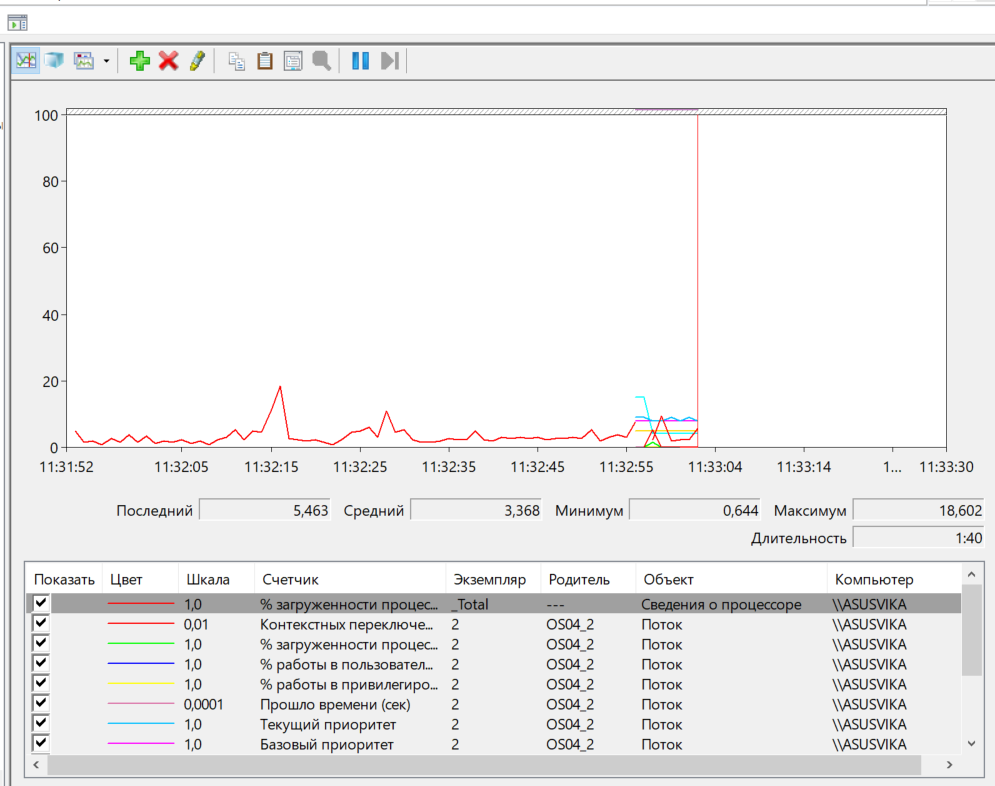 100
80
60
40
20
0
11:31:52 11:32:05 11:32:15 11:32:25 11:32:35 11:32:45 11:32:55 11:33:04 11:33:14 1... 11:33:30
Последний 5,463 Средний 3,368 Минимум 0,644 Максимум 18,602
Длительность 1:40
Показать Цвет Шкала Счетчик Экземпляр Родитель Объект Компьютер
1,0 % загруженности процес... _Total --- Сведения о процессоре \\ASUSVIKA
0,01 Контекстных переключе... 2 OS04_2 Поток \\ASUSVIKA
1,0 % загруженности процес... 2 OS04_2 Поток \\ASUSVIKA
1,0 % работы в пользовател... 2 OS04_2 Поток \\ASUSVIKA
1,0 % работы в привилегиро... 2 OS04_2 Поток \\ASUSVIKA
0,0001 Прошло времени (сек) 2 OS04_2 Поток \\ASUSVIKA
1,0 Текущий приоритет 2 OS04_2 Поток \\ASUSVIKA
1,0 Базовый приоритет 2 OS04_2 Поток \\ASUSVIKA